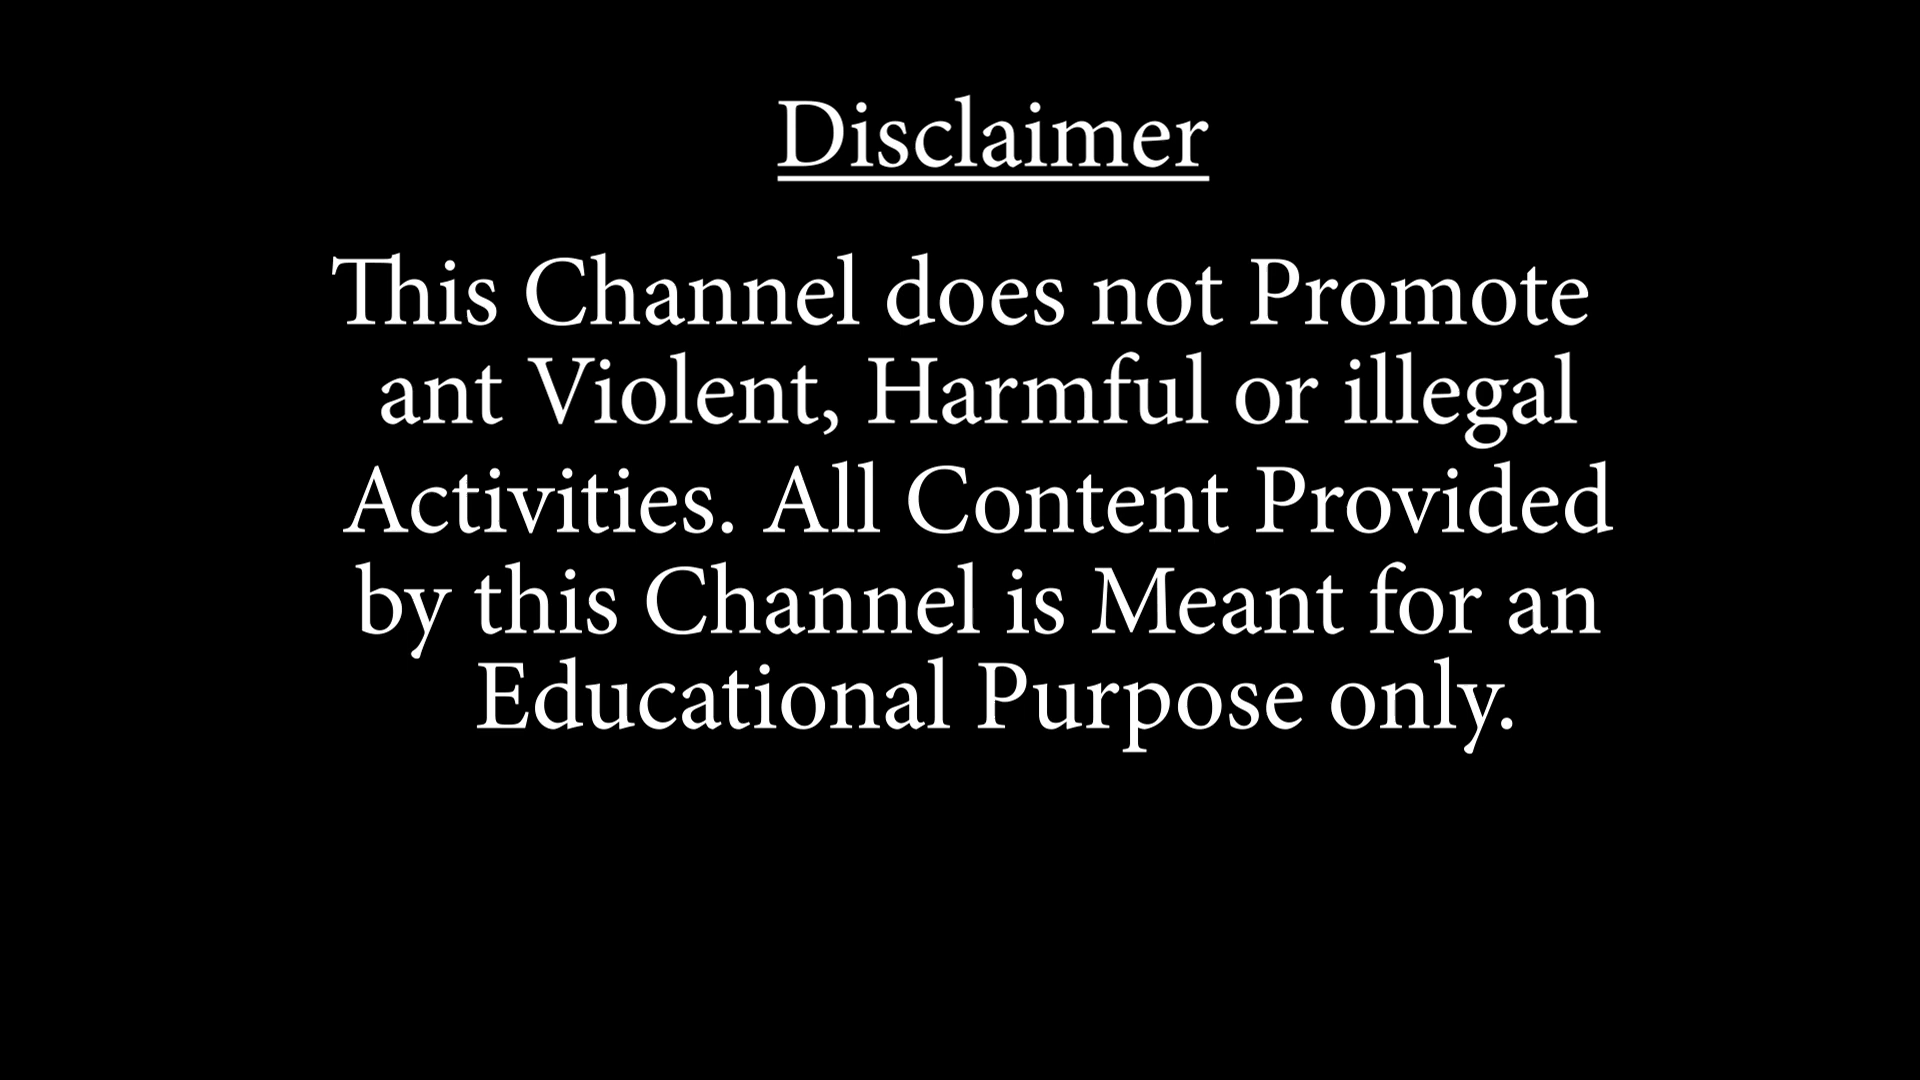 Disclaimer
This Channel does not Promote
ant Violent, Harmful or illegal
Activities. All Content Provided
by this Channel is Meant for an
Educational Purpose only.